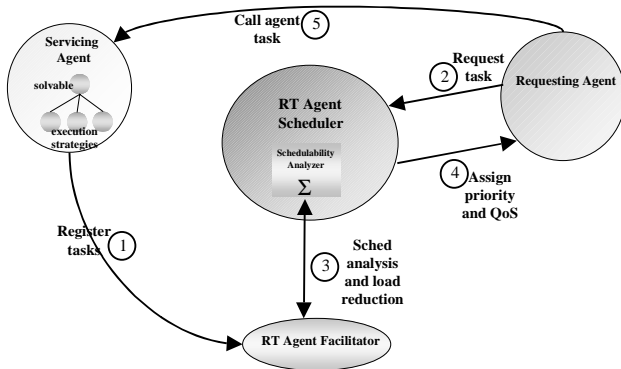 Call agent
task
5
Servicing
Agent
solvable
execution
strategies
2
Request
task
Requesting Agent
RT Agent
Scheduler
Schedulability
Analyzer
Σ
4
Assign
priority
and QoS
Register
tasks
1
3
Sched
analysis
and load
reduction
RT Agent Facilitator